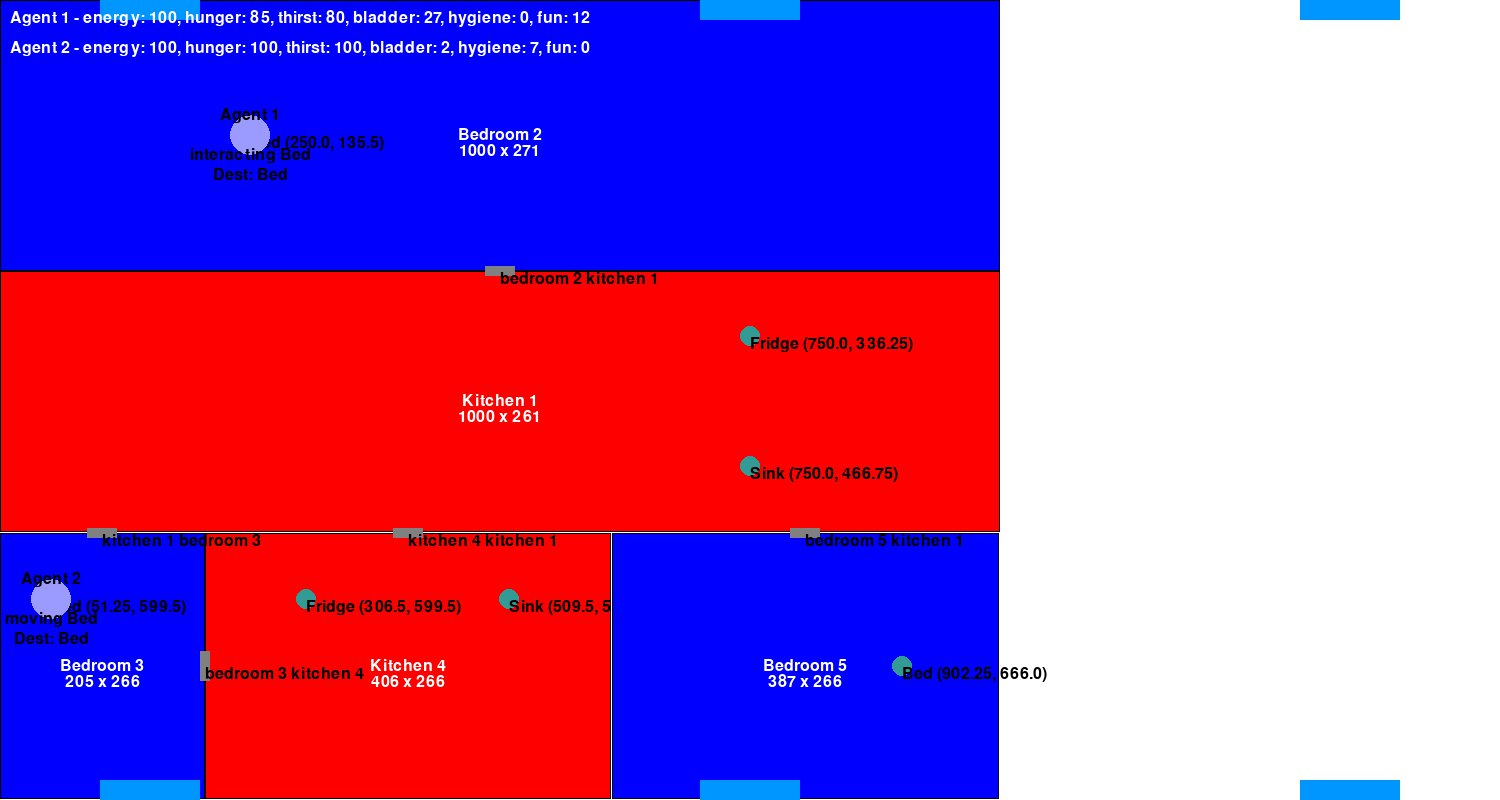 Agent 1 - energy: 100, hunger: 85, thirst: 80, bladder: 27, hygiene: 0, fun: 12
Agent 2 - energy: 100, hunger: 100, thirst: 100, bladder: 2, hygiene: 7, fun: 0
Agent 1
(250.0, 135.5)
interacting Bed
Dest: Bed
Bedroom 2
1000 x 271
bedroom 2 kitchen 1
Fridge (750.0, 336.25)
Kitchen 1
1000 x 261
Sink (750.0, 466.75)
kitchen 1 bedroom 3
kitchen 4 kitchen 1
bedroom 5 kitchen 1
Agent 2
(51.25, 599.5)
moving Bed
Dest: Bed
Fridge (306.5, 599.5)
Sink (509.5, 5
Bedroom 3
205 x 266
bedroom 3 kitchen 4
Kitchen 4
406 x 266
Bedroom 5
387 x 266
Bed (902.25, 666.0)